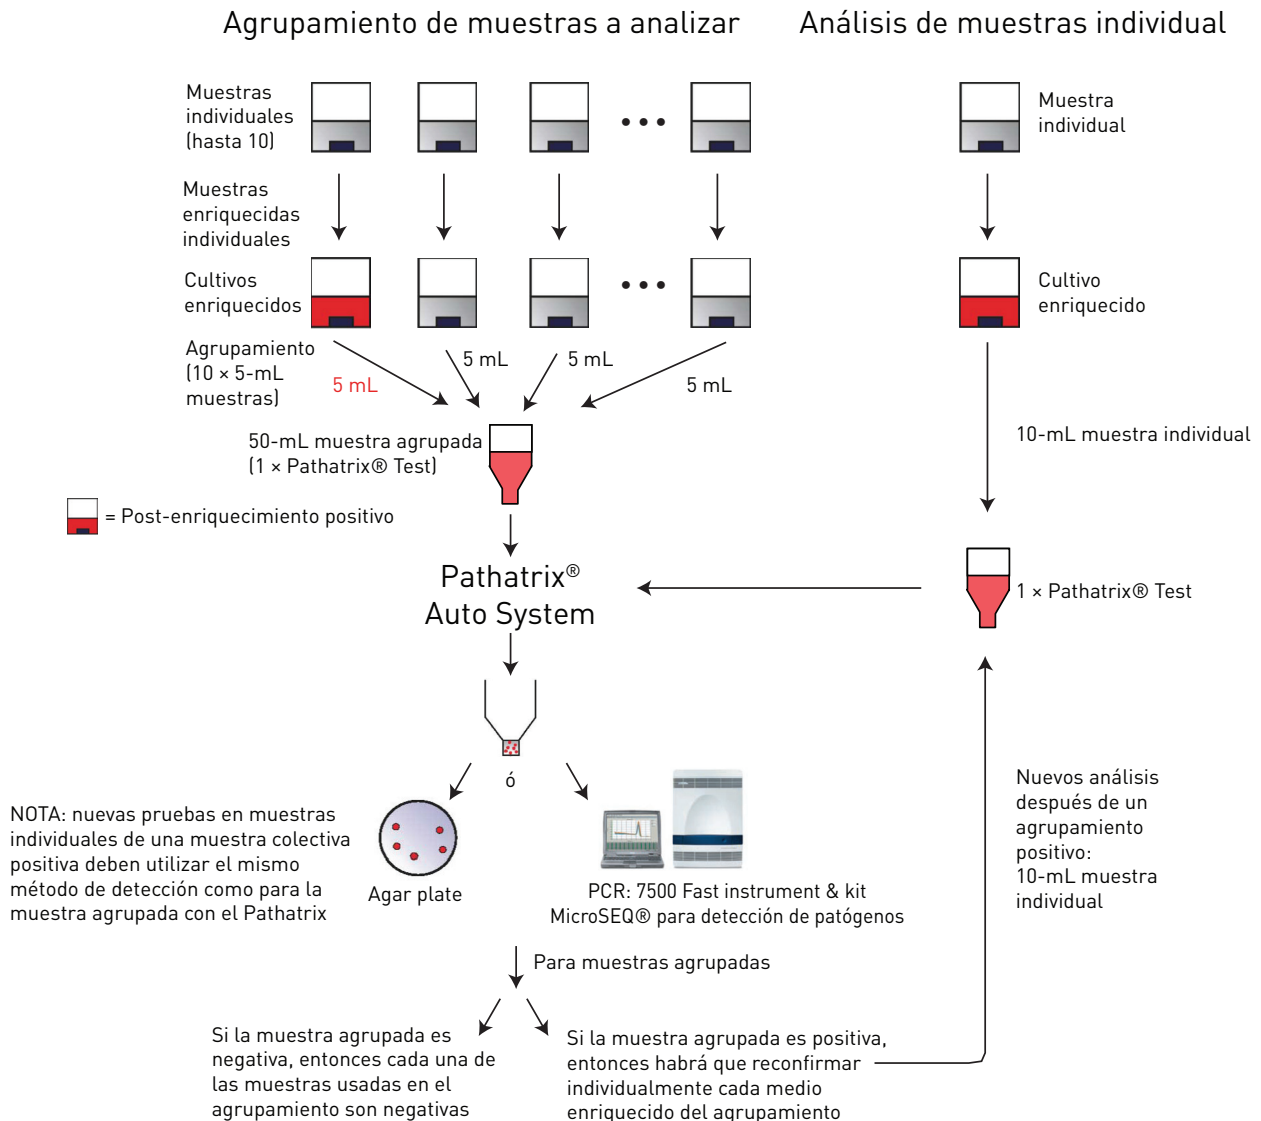 Agrupamiento de muestras a analizar
Análisis de muestras individual
Muestras
individuales
(hasta 10)
Muestra
individual
Muestras
enriquecidas
individuales
Cultivos
enriquecidos
Cultivo
enriquecido
Agrupamiento
(10 × 5-mL
muestras)
5 mL
5 mL
5 mL
5 mL
50-mL muestra agrupada
(1 × Pathatrix® Test)
10-mL muestra individual
= Post-enriquecimiento positivo
Pathatrix®
Auto System
1 × Pathatrix® Test
ó
NOTA: nuevas pruebas en muestras
individuales de una muestra colectiva
positiva deben utilizar el mismo
método de detección como para la
muestra agrupada con el Pathatrix
Agar plate
PCR: 7500 Fast instrument & kit
MicroSEQ® para detección de patógenos
Nuevos análisis
después de un
agrupamiento
positivo:
10-mL muestra
individual
Para muestras agrupadas
Si la muestra agrupada es
negativa, entonces cada una de
las muestras usadas en el
agrupamiento son negativas
Si la muestra agrupada es positiva,
entonces habrá que reconfirmar
individualmente cada medio
enriquecido del agrupamiento